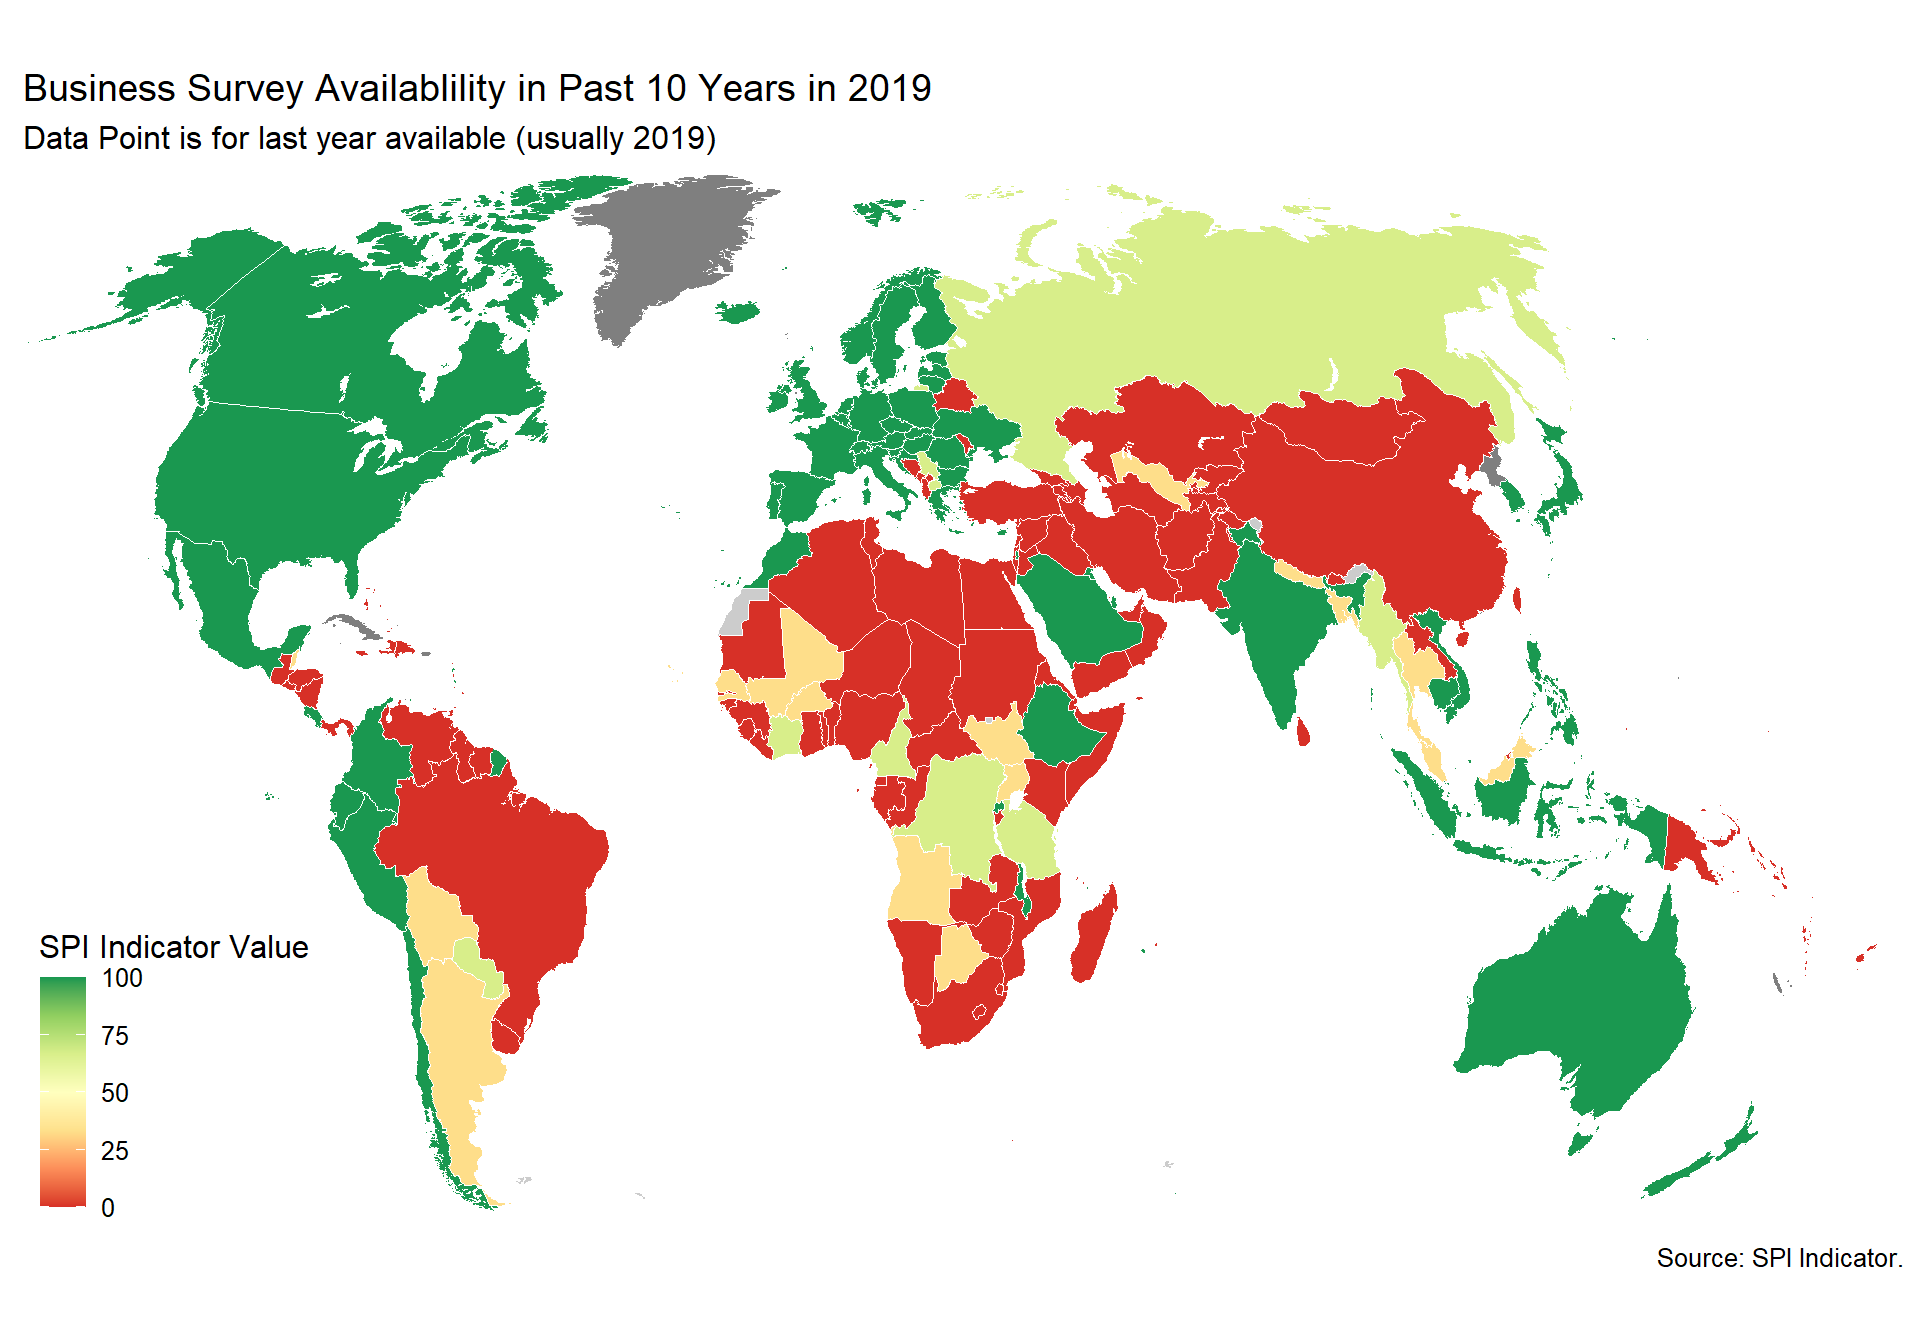 Business Survey Availablility in Past 10 Years in 2019
Data Point is for last year available (usually 2019)
SPI Indicator Value
100
75
50
25
0
Source: SPI Indicator.